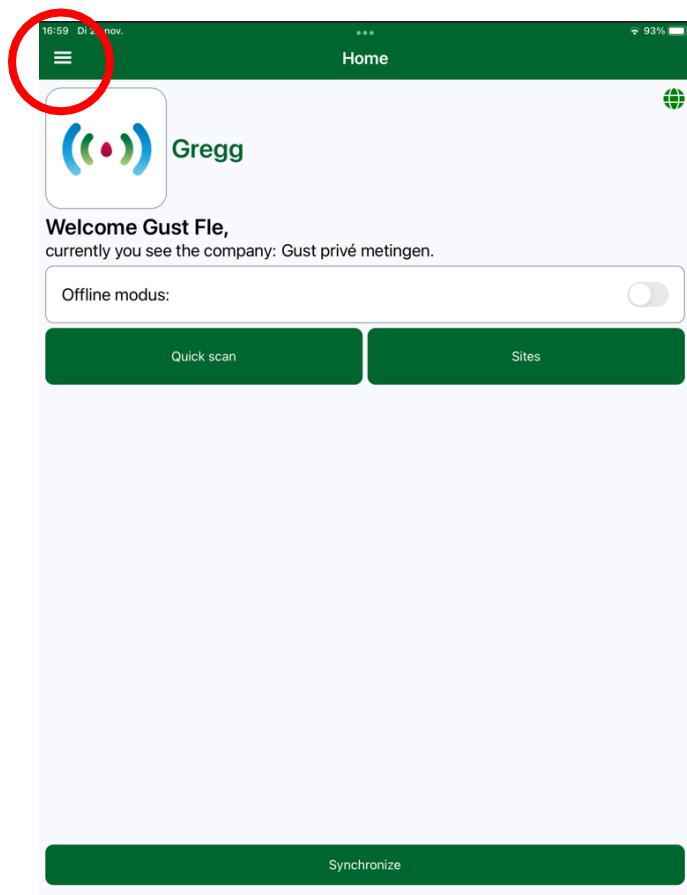 16:59 Di nov.
93%
Home
Gregg
Welcome Gust Fle,
currently you see the company: Gust privé metingen.
Offline modus:
Quick scan
Sites
Synchronize